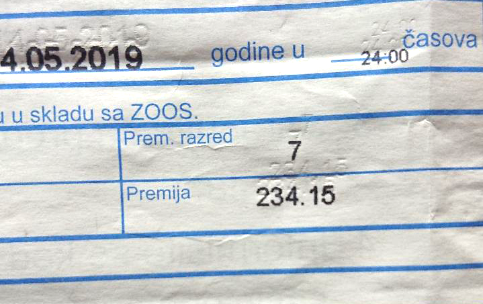 4.05.2019 godine u 24:00 časova
u skladu sa ZOOS.
Prem. razred 7
Premija 234.15